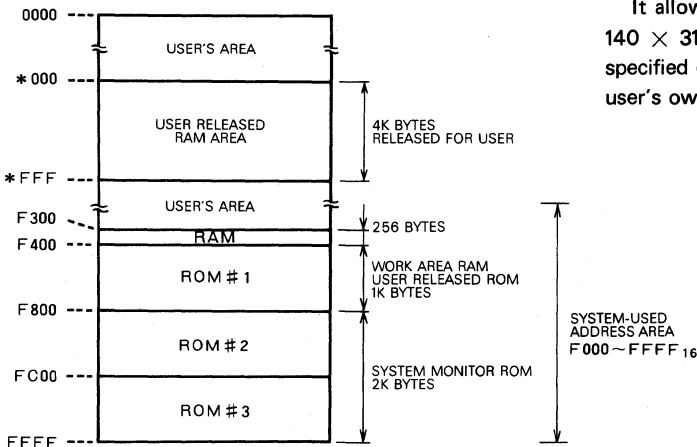 0000
It allow
USER'S AREA
140 × 31
*000
specified
user's ow
USER RELEASED
RAM AREA
4K BYTES
RELEASED FOR USER
*FFF
USER'S AREA
F300
256 BYTES
RAM
F400
ROM#1
WORK AREA RAM
USER RELEASED ROM
1K BYTES
F800
SYSTEM-USED
ADDRESS AREA
F000~FFFF16
ROM#2
SYSTEM MONITOR ROM
2K BYTES
FC00
ROM#3
FFFF